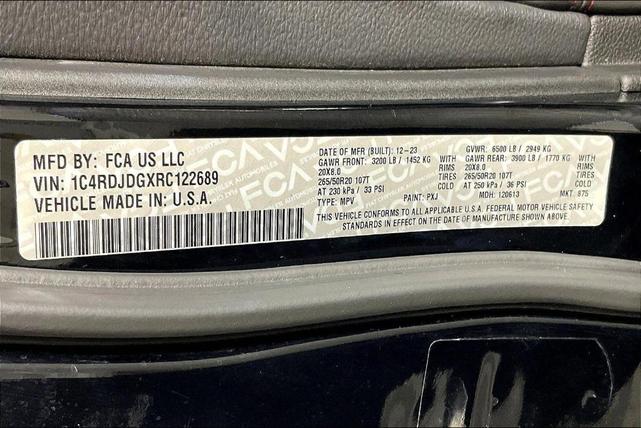 MFD BY: FCA US LLC
VIN: 1C4RDJDGXRC122689
VEHICLE MADE IN: U.S.A.
DATE OF MFR (BUILT): 12-23 GVWR: 6500 LB / 2949 KG
GAWR FRONT: 3200 LB / 1452 KG WITH GAWR REAR: 3900 LB / 1770 KG WITH
20X8.0 RIMS 20X8.0 RIMS
265/50R20 107T TIRES 265/50R20 107T TIRES
AT 230 kPa / 33 PSI AT 250 kPa / 36 PSI
TYPE: MPV PAINT: PXJ MDH: 120613 MKT: 875
THIS VEHICLE CONFORMS TO ALL APPLICABLE U.S.A. FEDERAL MOTOR VEHICLE SAFETY
STANDARDS IN EFFECT ON THE DATE OF MANUFACTURE SHOWN ABOVE.